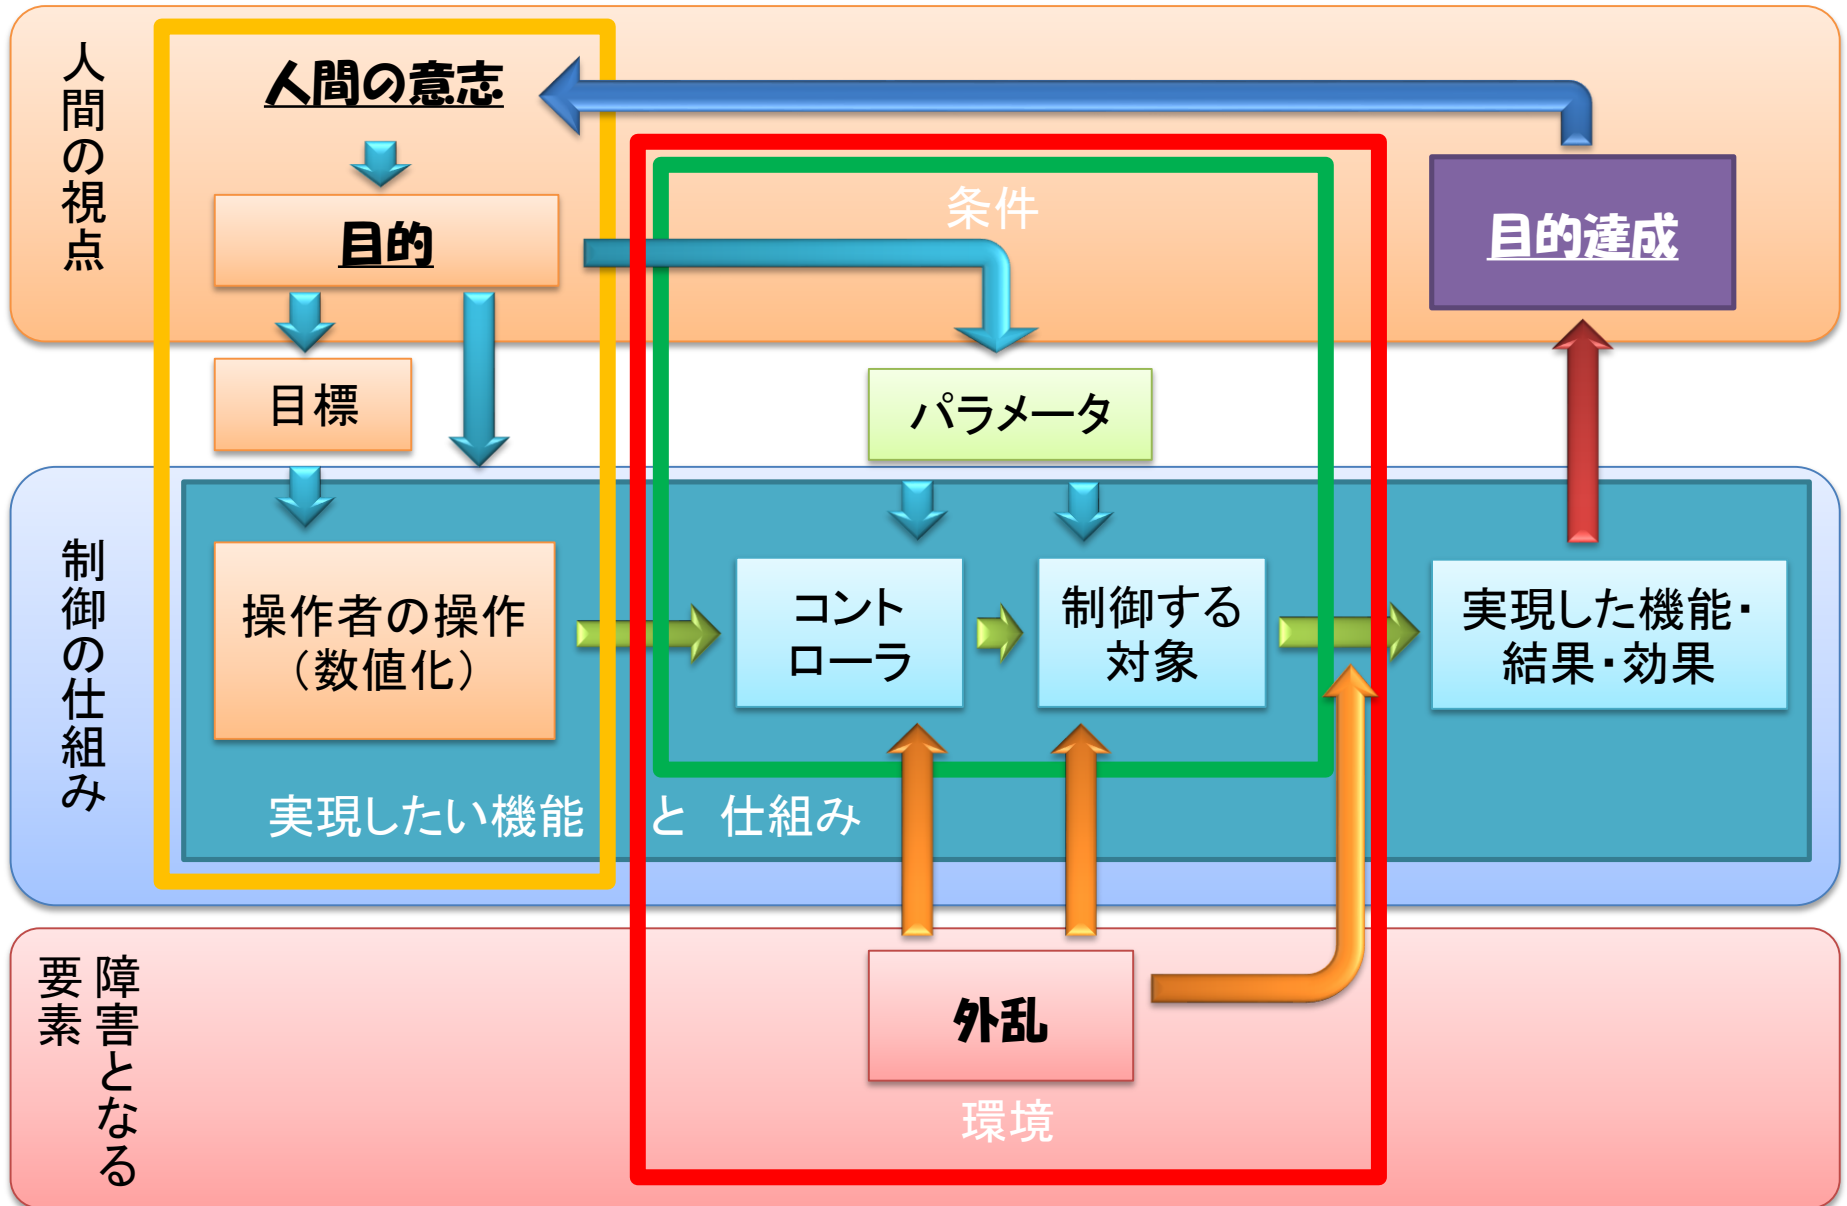 人間の視点
人間の意志
目的
条件
目的達成
目標
パラメータ
制御の仕組み
操作者の操作
（数値化）
コント
ローラ
制御する
対象
実現した機能・
結果・効果
実現したい機能 と 仕組み
障害となる
要素
外乱
環境